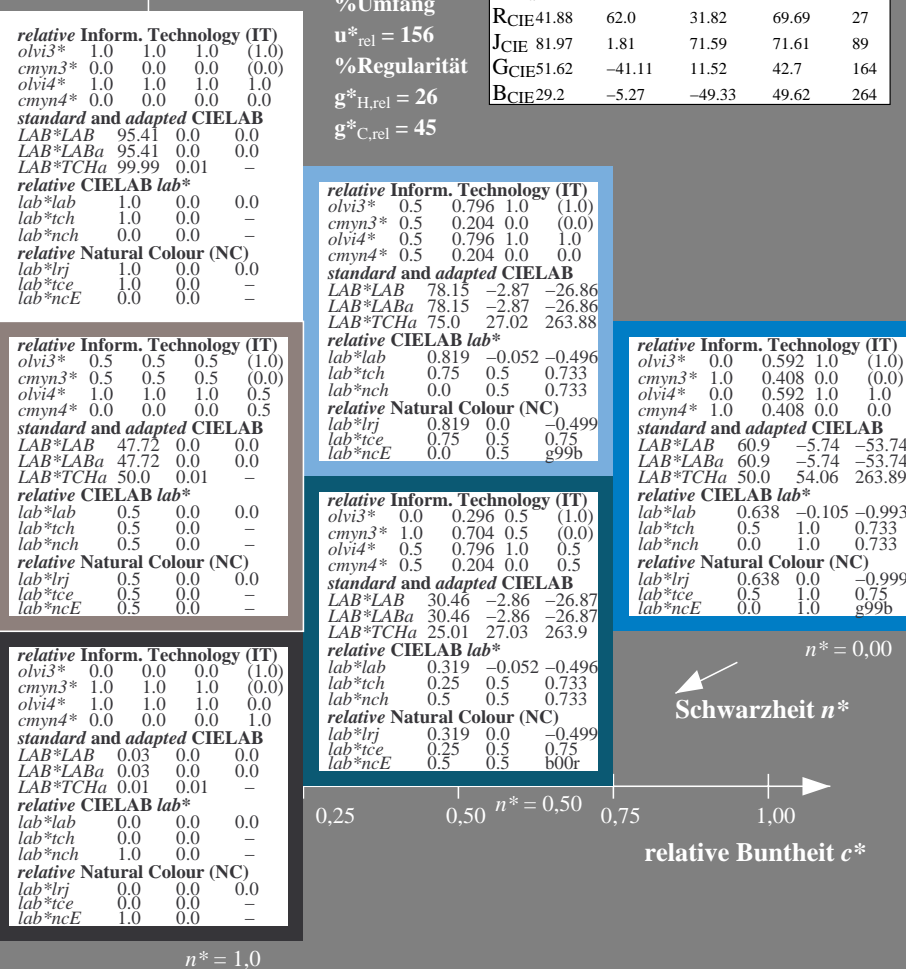 %Umfang
u*rel = 156
%Regularität
g*H,rel = 26
g*C,rel = 45
RCIE 41.88 62.0 31.82 69.69 27
JCIE 81.97 1.81 71.59 71.61 89
GCIE 51.62 −41.11 11.52 42.7 164
BCIE 29.2 −5.27 −49.33 49.62 264
relative Inform. Technology (IT)
olvi3* 1.0 1.0 1.0 (1.0)
cmyn3* 0.0 0.0 0.0 (0.0)
olvi4* 1.0 1.0 1.0 1.0
cmyn4* 0.0 0.0 0.0 0.0
standard and adapted CIELAB
LAB*LAB 95.41 0.0 0.0
LAB*LABa 95.41 0.0 0.0
LAB*TCHa 99.99 0.01 –
relative CIELAB lab*
lab*lab 1.0 0.0 0.0
lab*tch 1.0 0.0 –
lab*nch 0.0 0.0 –
relative Natural Colour (NC)
lab*lrj 1.0 0.0 0.0
lab*tce 1.0 0.0 –
lab*ncE 0.0 0.0 –
relative Inform. Technology (IT)
olvi3* 0.5 0.796 1.0 (1.0)
cmyn3* 0.5 0.204 0.0 (0.0)
olvi4* 0.5 0.796 1.0 1.0
cmyn4* 0.5 0.204 0.0 0.0
standard and adapted CIELAB
LAB*LAB 78.15 −2.87 −26.86
LAB*LABa 78.15 −2.87 −26.86
LAB*TCHa 75.0 27.02 263.88
relative CIELAB lab*
lab*lab 0.819 −0.052 −0.496
lab*tch 0.75 0.5 0.733
lab*nch 0.0 0.5 0.733
relative Natural Colour (NC)
lab*lrj 0.819 0.0 −0.499
lab*tce 0.75 0.5 0.75
lab*ncE 0.0 0.5 g99b
relative Inform. Technology (IT)
olvi3* 0.5 0.5 0.5 (1.0)
cmyn3* 0.5 0.5 0.5 (0.0)
olvi4* 1.0 1.0 1.0 0.5
cmyn4* 0.0 0.0 0.0 0.5
standard and adapted CIELAB
LAB*LAB 47.72 0.0 0.0
LAB*LABa 47.72 0.0 0.0
LAB*TCHa 50.0 0.01 –
relative CIELAB lab*
lab*lab 0.5 0.0 0.0
lab*tch 0.5 0.0 –
lab*nch 0.5 0.0 –
relative Natural Colour (NC)
lab*lrj 0.5 0.0 0.0
lab*tce 0.5 0.0 –
lab*ncE 0.5 0.0 –
relative Inform. Technology (IT)
olvi3* 0.0 0.592 1.0 (1.0)
cmyn3* 1.0 0.408 0.0 (0.0)
olvi4* 0.0 0.592 1.0 1.0
cmyn4* 1.0 0.408 0.0 0.0
standard and adapted CIELAB
LAB*LAB 60.9 −5.74 −53.74
LAB*LABa 60.9 −5.74 −53.74
LAB*TCHa 50.0 54.06 263.89
relative CIELAB lab*
lab*lab 0.638 −0.105 −0.993
lab*tch 0.5 1.0 0.733
lab*nch 0.0 1.0 0.733
relative Natural Colour (NC)
lab*lrj 0.638 0.0 −0.999
lab*tce 0.5 1.0 0.75
lab*ncE 0.0 1.0 g99b
n* = 0,00
relative Inform. Technology (IT)
olvi3* 0.0 0.296 0.5 (1.0)
cmyn3* 1.0 0.704 0.5 (0.0)
olvi4* 0.5 0.796 1.0 0.5
cmyn4* 0.5 0.204 0.0 0.5
standard and adapted CIELAB
LAB*LAB 30.46 −2.86 −26.87
LAB*LABa 30.46 −2.86 −26.87
LAB*TCHa 25.01 27.03 263.9
relative CIELAB lab*
lab*lab 0.319 −0.052 −0.496
lab*tch 0.25 0.5 0.733
lab*nch 0.5 0.5 0.733
relative Natural Colour (NC)
lab*lrj 0.319 0.0 −0.499
lab*tce 0.25 0.5 0.75
lab*ncE 0.5 0.5 b00r
Schwarzheit n*
relative Inform. Technology (IT)
olvi3* 0.0 0.0 0.0 (1.0)
cmyn3* 1.0 1.0 1.0 (0.0)
olvi4* 1.0 1.0 1.0 0.0
cmyn4* 0.0 0.0 0.0 1.0
standard and adapted CIELAB
LAB*LAB 0.03 0.0 0.0
LAB*LABa 0.03 0.0 0.0
LAB*TCHa 0.01 0.01 –
relative CIELAB lab*
lab*lab 0.0 0.0 0.0
lab*tch 0.0 0.0 –
lab*nch 1.0 0.0 –
relative Natural Colour (NC)
lab*lrj 0.0 0.0 0.0
lab*tce 0.0 0.0 –
lab*ncE 1.0 0.0 –
0,25 0,50 n* = 0,50 0,75 1,00
relative Buntheit c*
n* = 1,0